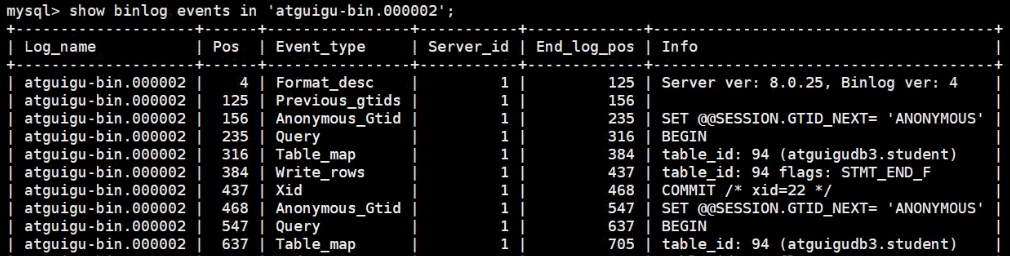 mysql> show binlog events in 'atguigu-bin.000002';
+--------------------+-----+----------------+-----------+-------------+--------------------------------------+
| Log_name           | Pos | Event_type     | Server_id | End_log_pos | Info                                 |
+--------------------+-----+----------------+-----------+-------------+--------------------------------------+
| atguigu-bin.000002 |   4 | Format_desc    |         1 |         125 | Server ver: 8.0.25, Binlog ver: 4    |
| atguigu-bin.000002 | 125 | Previous_gtids |         1 |         156 |                                      |
| atguigu-bin.000002 | 156 | Anonymous_Gtid |         1 |         235 | SET @@SESSION.GTID_NEXT= 'ANONYMOUS' |
| atguigu-bin.000002 | 235 | Query          |         1 |         316 | BEGIN                                |
| atguigu-bin.000002 | 316 | Table_map      |         1 |         384 | table_id: 94 (atguigudb3.student)    |
| atguigu-bin.000002 | 384 | Write_rows     |         1 |         437 | table_id: 94 flags: STMT_END_F       |
| atguigu-bin.000002 | 437 | Xid            |         1 |         468 | COMMIT /* xid=22 */                  |
| atguigu-bin.000002 | 468 | Anonymous_Gtid |         1 |         547 | SET @@SESSION.GTID_NEXT= 'ANONYMOUS' |
| atguigu-bin.000002 | 547 | Query          |         1 |         637 | BEGIN                                |
| atguigu-bin.000002 | 637 | Table_map      |         1 |         705 | table_id: 94 (atguigudb3.student)    |